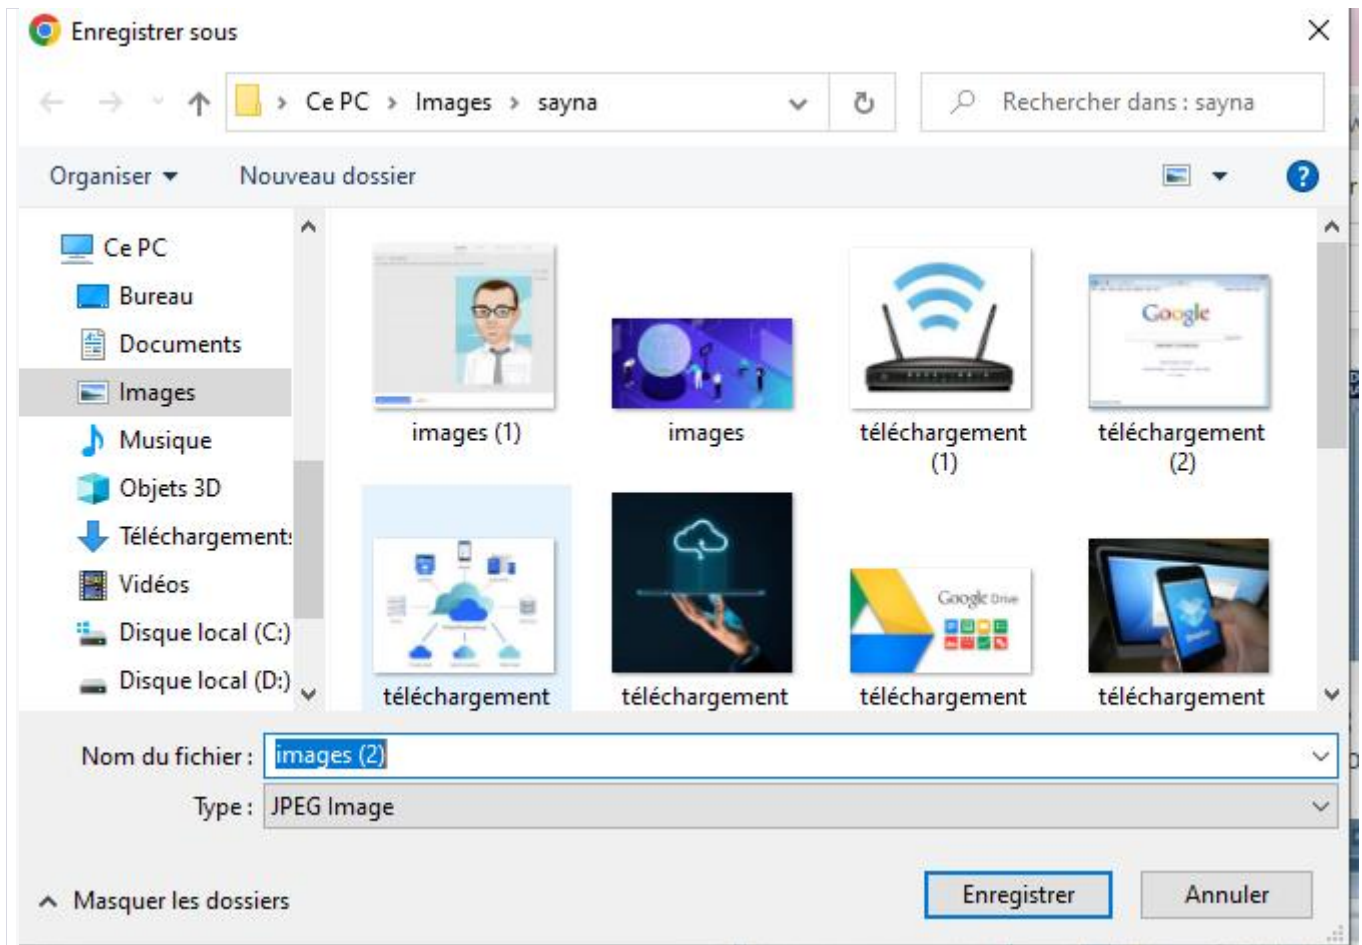 Enregistrer sous
Ce PC › Images › sayna
Rechercher dans : sayna
Organiser
Nouveau dossier
?
Ce PC
Bureau
Documents
Images
Musique
Objets 3D
Téléchargements
Vidéos
Disque local (C:)
Disque local (D:)
images (1)
images
téléchargement
(1)
Google
téléchargement
(2)
téléchargement
téléchargement
Google Drive
téléchargement
téléchargement
Nom du fichier :
images (2)
Type :
JPEG Image
Masquer les dossiers
Enregistrer
Annuler